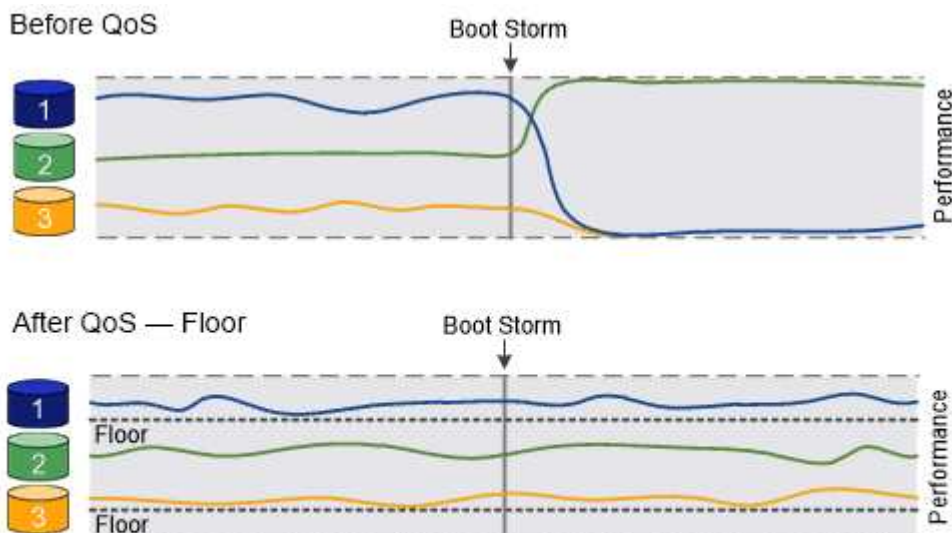 Before QoS
Boot Storm
1
2
3
Performance
After QoS — Floor
Boot Storm
1
Floor
2
3
Floor
Performance